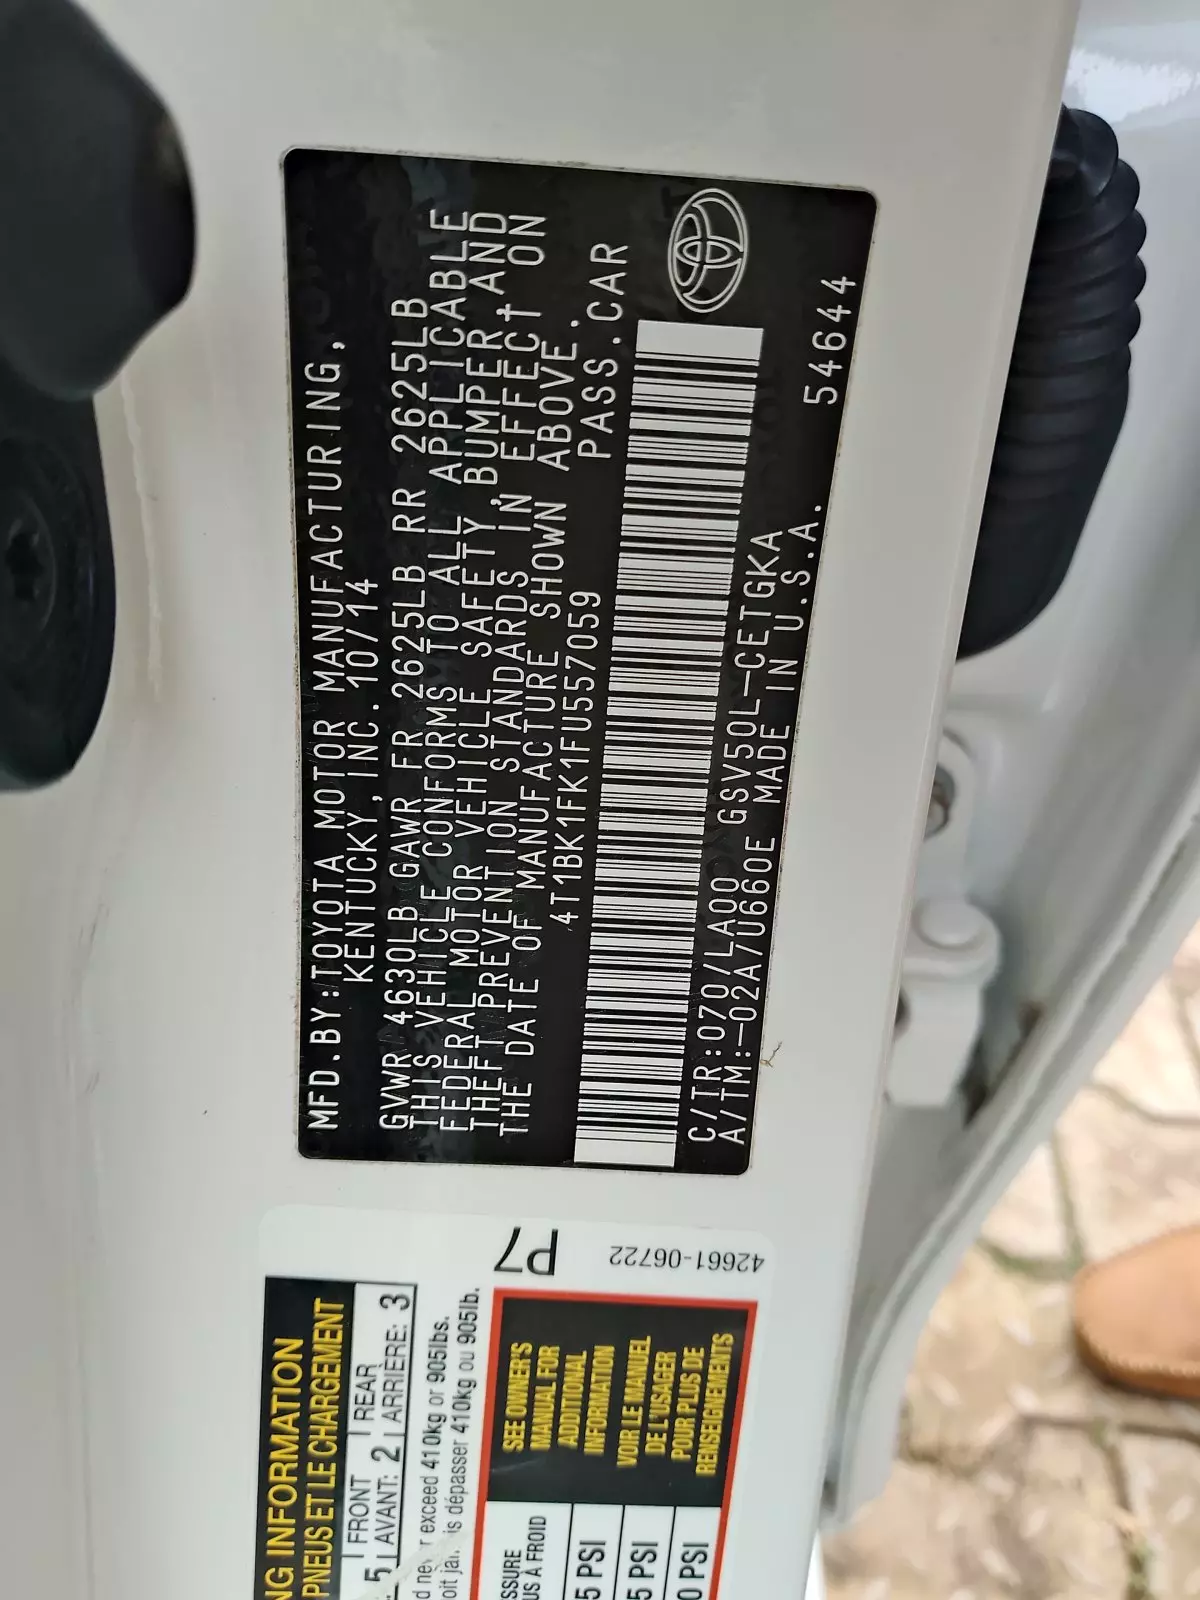 MFD.BY:TOYOTA MOTOR MANUFACTURING,
KENTUCKY, INC. 10/14
GVWR 4630LB GAWR FR 2625LB RR 2625LB
THIS VEHICLE CONFORMS TO ALL APPLICABLE
FEDERAL MOTOR VEHICLE SAFETY, BUMPER, AND
THEFT PREVENTION STANDARDS IN EFFECT ON
THE DATE OF MANUFACTURE SHOWN ABOVE.
4T1BK1FK1FU557059 PASS.CAR
C/TR:070/LA00 GSV50L-CETGKA
A/TM:-02A/U660E MADE IN U.S.A. 54644
P7
42661-06722
INFORMATION
PNEUS ET LE CHARGEMENT
5 FRONT 2 REAR 3
AVANT: ARRIÈRE:
exceed 410kg or 905lbs.
dépasser 410kg ou 905lb.
SEE OWNER'S
MANUAL FOR
ADDITIONAL
INFORMATION
VOIR LE MANUEL
DE L'USAGER
POUR PLUS DE
RENSEIGNEMENTS
À FROID
5 PSI
5 PSI
0 PSI